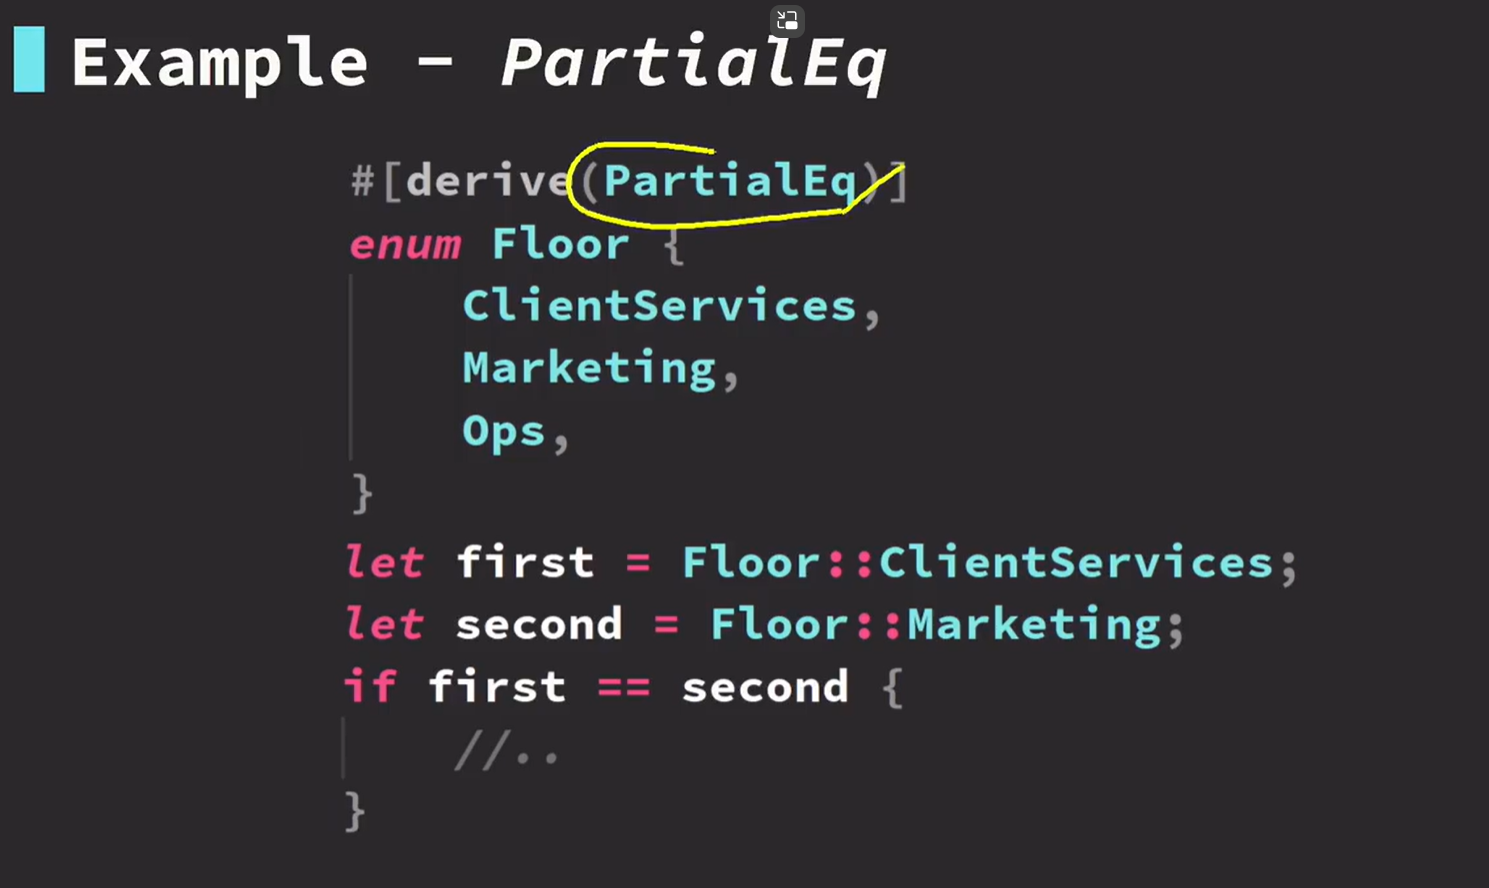 Example - PartialEq
#[derive(PartialEq)]
enum Floor {
    ClientServices,
    Marketing,
    Ops,
}
let first = Floor::ClientServices;
let second = Floor::Marketing;
if first == second {
    //..
}